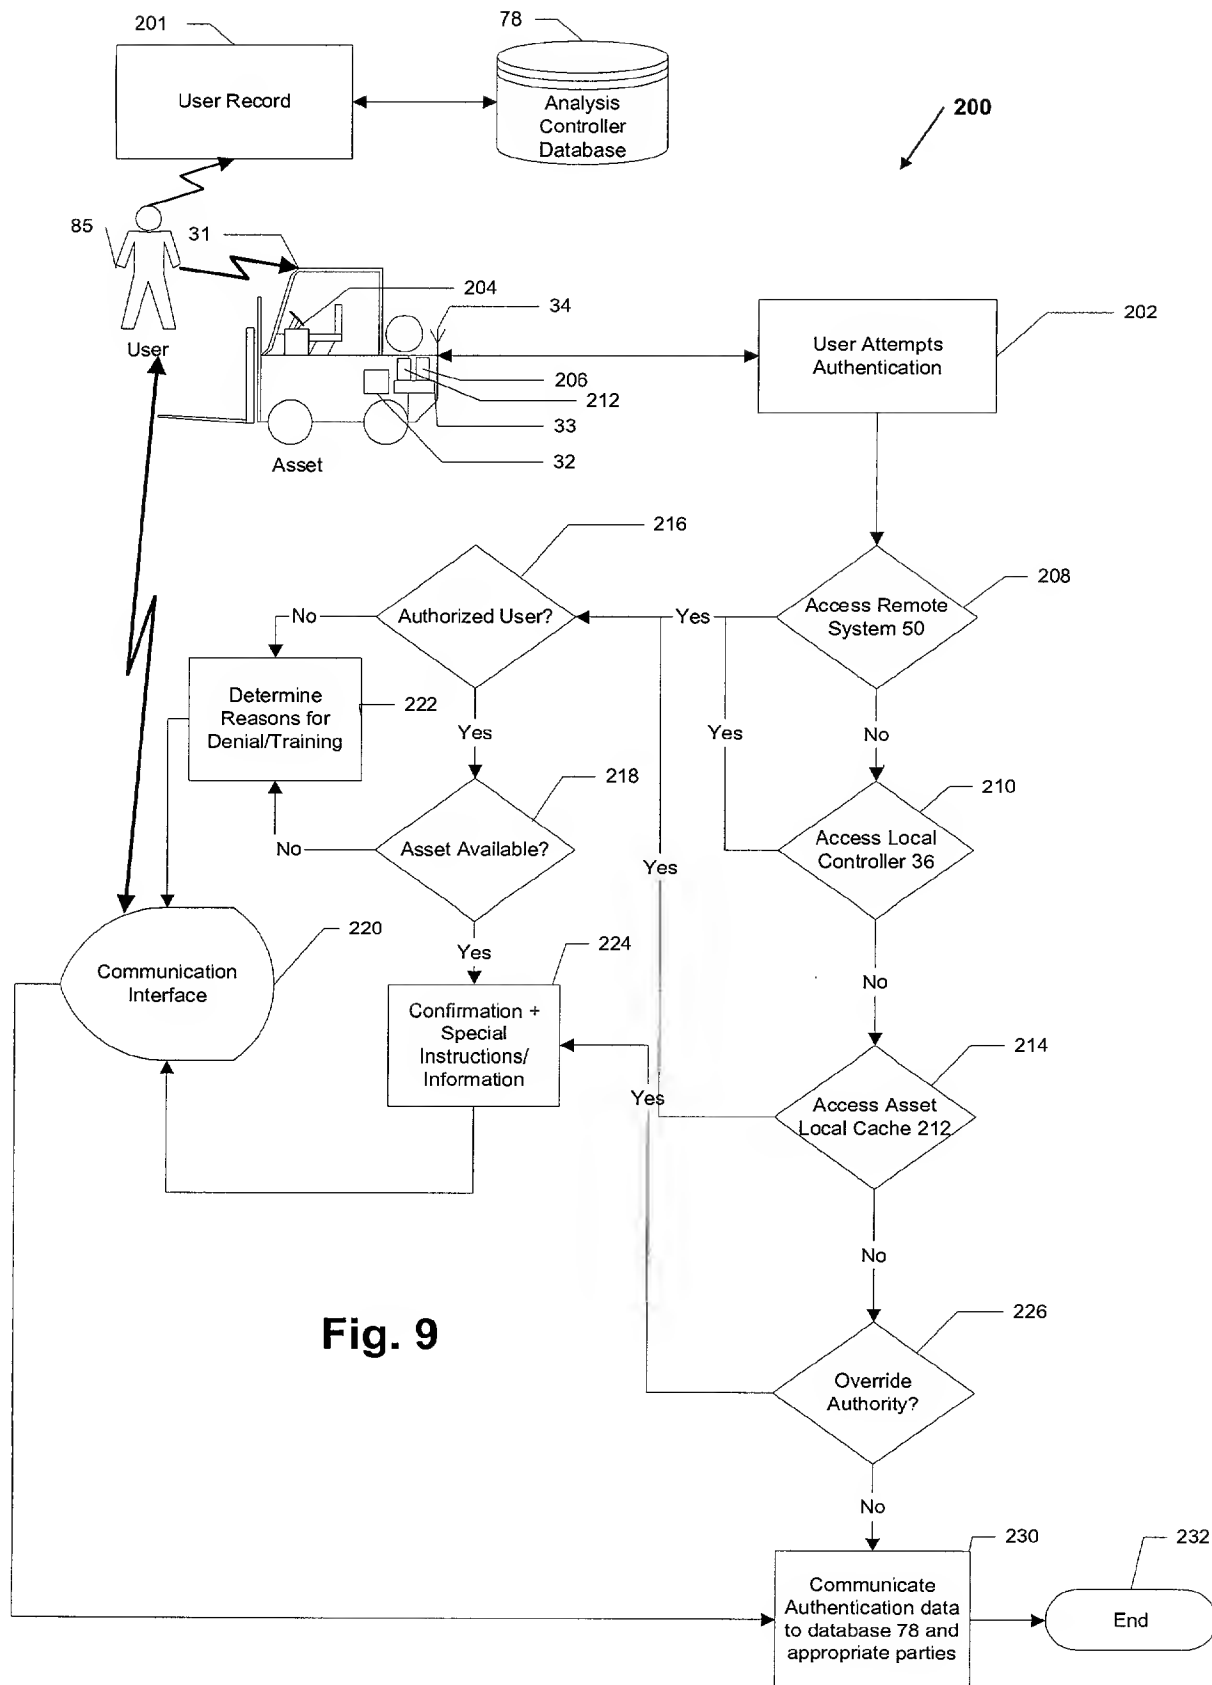 201
78
User Record
Analysis
Controller
Database
200
85
31
204
34
202
User Attempts
Authentication
User
206
212
33
32
Asset
216
208
Authorized User?
No
Yes
Access Remote
System 50
Determine
Reasons for
Denial/Training
222
Yes
Yes
No
218
210
No
Asset Available?
Yes
Access Local
Controller 36
220
Yes
224
Communication
Interface
No
Confirmation +
Special
Instructions/
Information
214
Yes
Access Asset
Local Cache 212
No
Fig. 9
226
Override
Authority?
No
230
232
Communicate
Authentication data
to database 78 and
appropriate parties
End